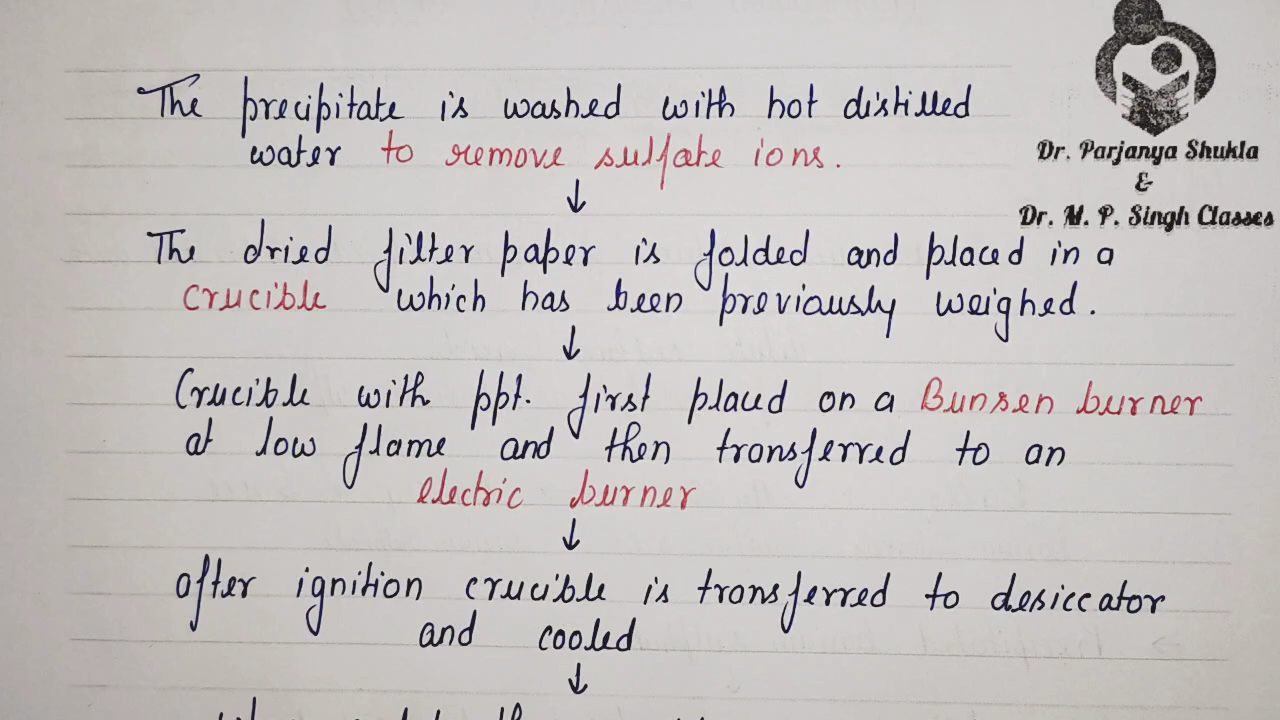 The precipitate is washed with hot distilled
water to remove sulfate ions.
↓
The dried filter paper is folded and placed in a
crucible which has been previously weighed.
↓
Crucible with ppt. first placed on a Bunsen burner
at low flame and then transferred to an
electric burner
↓
after ignition crucible is transferred to desiccator
and cooled
↓
Dr. Parjanya Shukla
&
Dr. M. P. Singh Classes